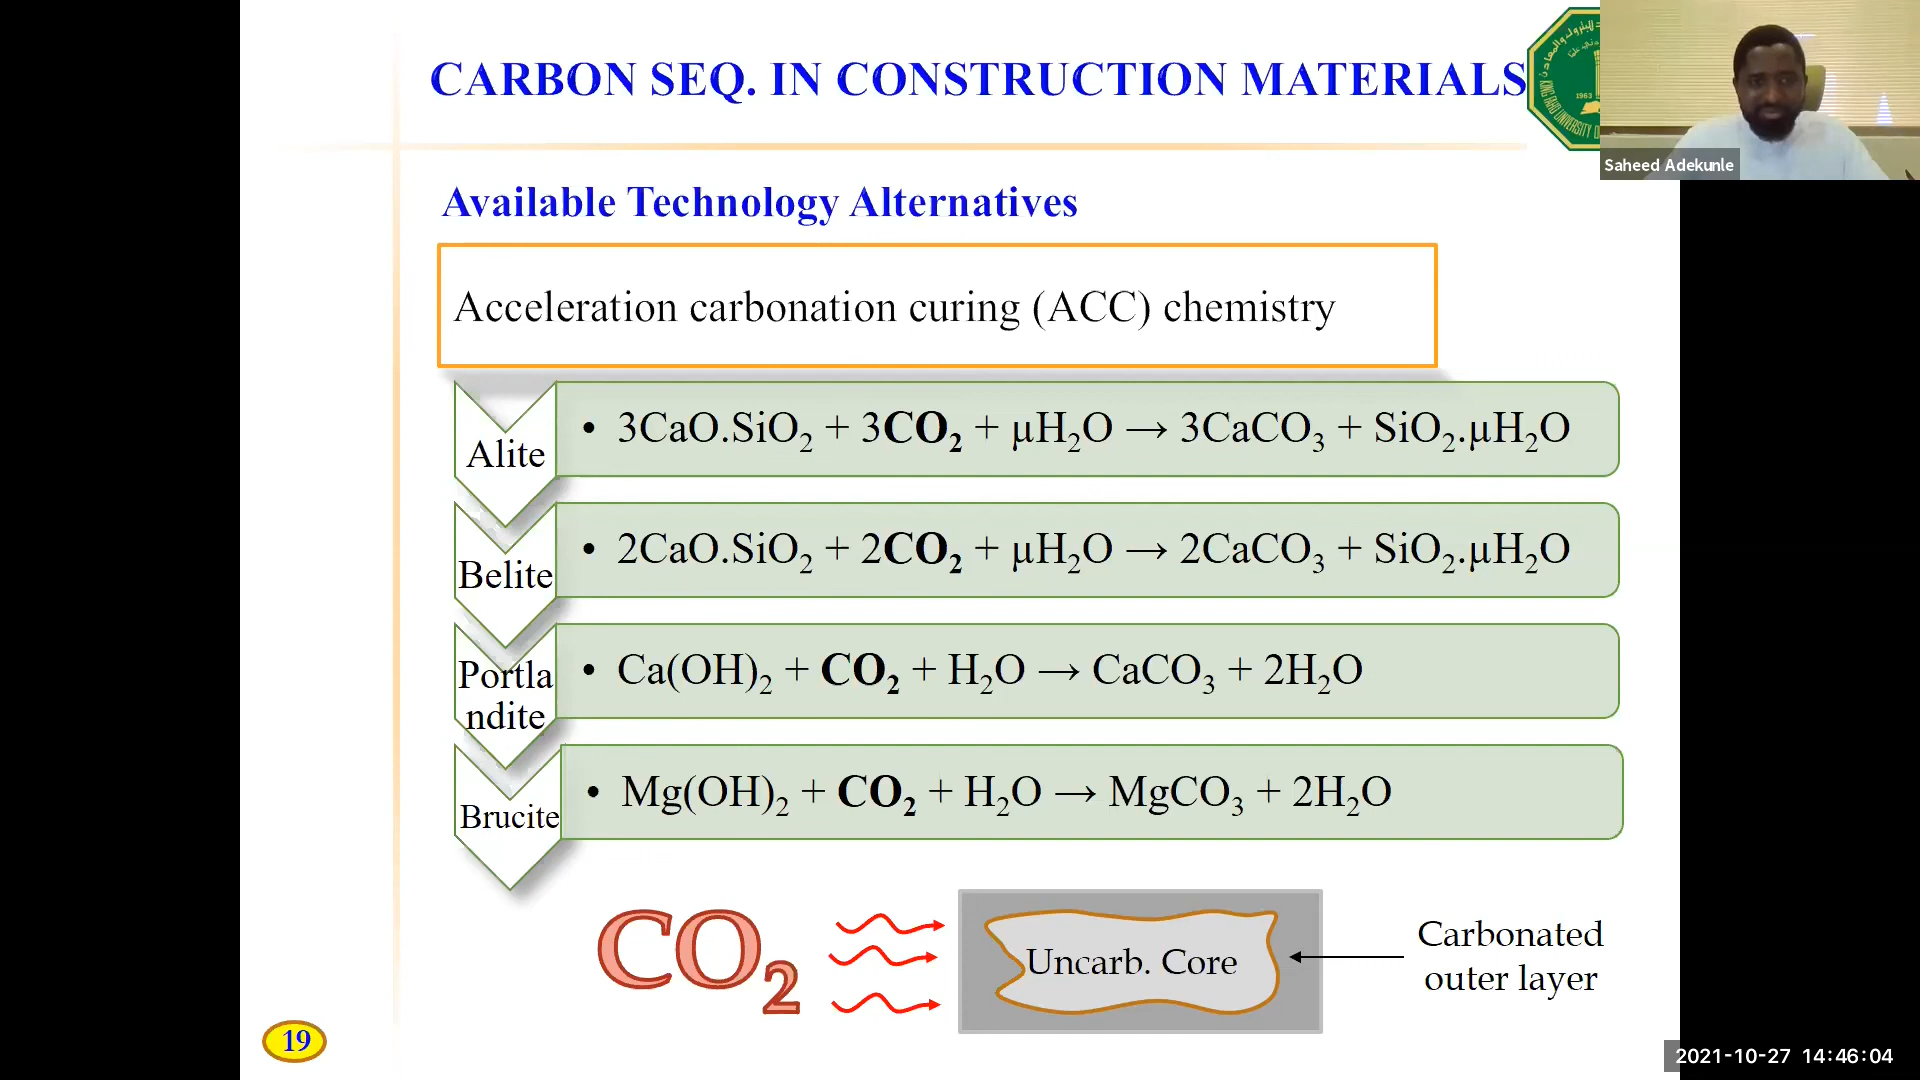 CARBON SEQ. IN CONSTRUCTION MATERIALS
1963
Saheed Adekunle
Available Technology Alternatives
Acceleration carbonation curing (ACC) chemistry
Alite
• 3CaO.SiO₂ + 3CO₂ + µH₂O → 3CaCO₃ + SiO₂.µH₂O
Belite
• 2CaO.SiO₂ + 2CO₂ + µH₂O → 2CaCO₃ + SiO₂.µH₂O
Portla
ndite
• Ca(OH)₂ + CO₂ + H₂O → CaCO₃ + 2H₂O
Brucite
• Mg(OH)₂ + CO₂ + H₂O → MgCO₃ + 2H₂O
CO₂
Uncarb. Core
Carbonated
outer layer
19
2021-10-27 14:46:04